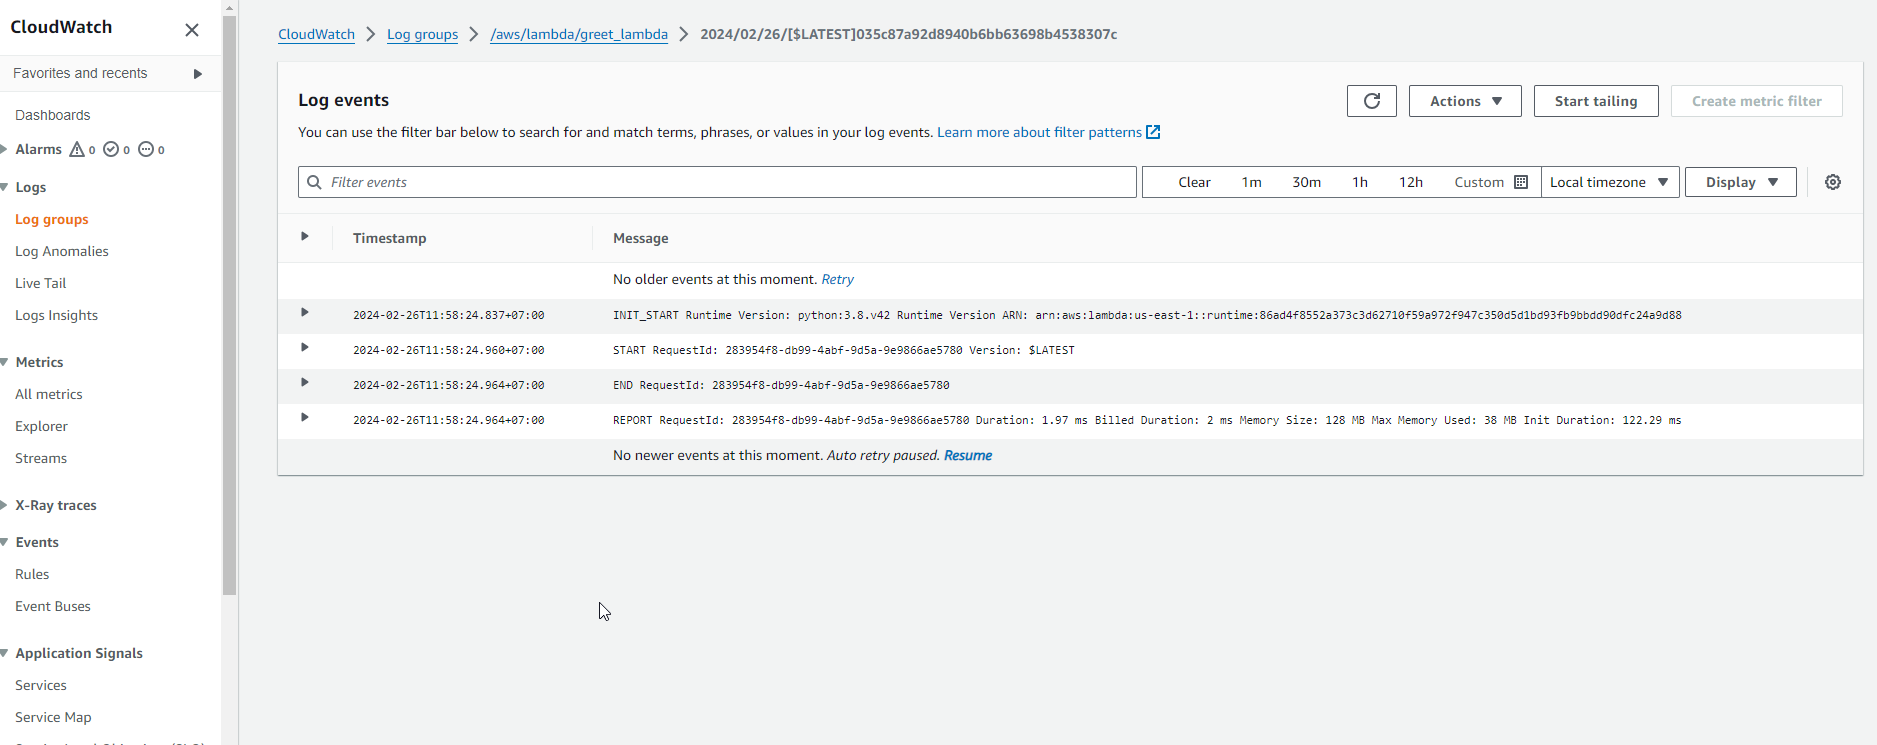 CloudWatch
Favorites and recents
Dashboards
Alarms 0 0 0
Logs
Log groups
Log Anomalies
Live Tail
Logs Insights
Metrics
All metrics
Explorer
Streams
X-Ray traces
Events
Rules
Event Buses
Application Signals
Services
Service Map
CloudWatch Log groups /aws/lambda/greet_lambda 2024/02/26/[$LATEST]035c87a92d8940b6bb63698b4538307c
Log events
Actions Start tailing Create metric filter
You can use the filter bar below to search for and match terms, phrases, or values in your log events. Learn more about filter patterns
Filter events Clear 1m 30m 1h 12h Custom Local timezone Display
Timestamp Message
No older events at this moment. Retry
2024-02-26T11:58:24.837+07:00 INIT_START Runtime Version: python:3.8.v42 Runtime Version ARN: arn:aws:lambda:us-east-1::runtime:86ad4f8552a373c3d62710f59a972f947c350d5d1bd93fb9bbdd90dfc24a9d88
2024-02-26T11:58:24.960+07:00 START RequestId: 283954f8-db99-4abf-9d5a-9e9866ae5780 Version: $LATEST
2024-02-26T11:58:24.964+07:00 END RequestId: 283954f8-db99-4abf-9d5a-9e9866ae5780
2024-02-26T11:58:24.964+07:00 REPORT RequestId: 283954f8-db99-4abf-9d5a-9e9866ae5780 Duration: 1.97 ms Billed Duration: 2 ms Memory Size: 128 MB Max Memory Used: 38 MB Init Duration: 122.29 ms
No newer events at this moment. Auto retry paused. Resume